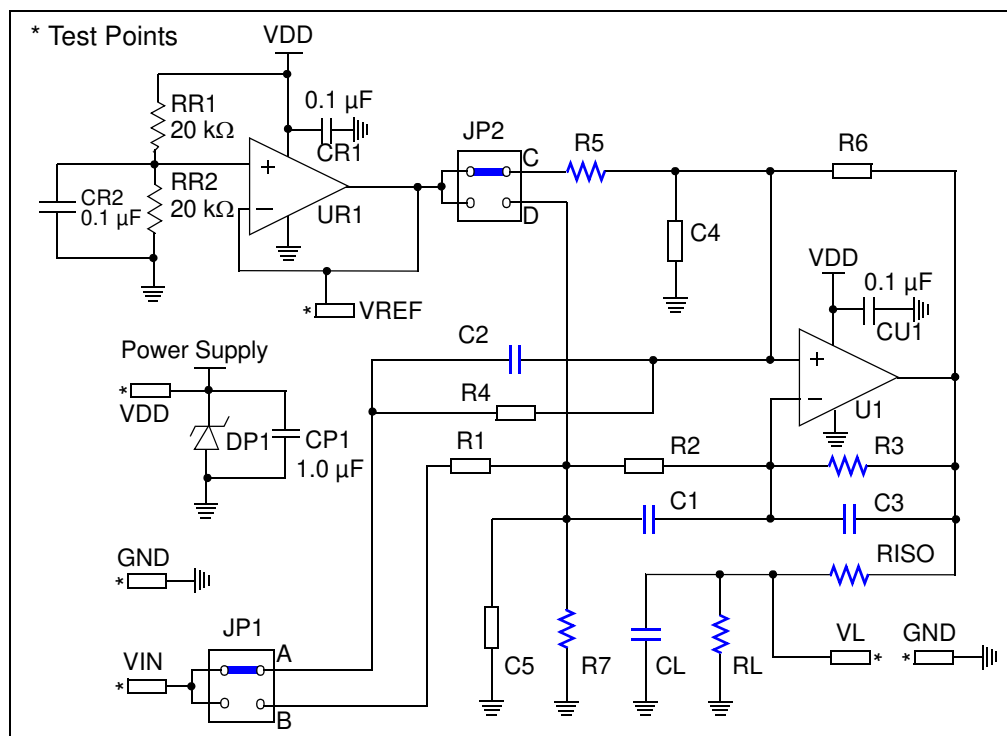 * Test Points
VDD
RR1
20 kΩ
0.1 µF
CR1
JP2
C
D
R5
R6
CR2
0.1 µF
RR2
20 kΩ
+
−
UR1
C4
VDD
0.1 µF
CU1
* VREF
C2
+
−
U1
Power Supply
* VDD
R4
DP1
CP1
1.0 µF
R1
R2
R3
C1
C3
GND
*
RISO
JP1
A
B
VIN
*
C5
R7
CL
RL
VL
*
GND
*